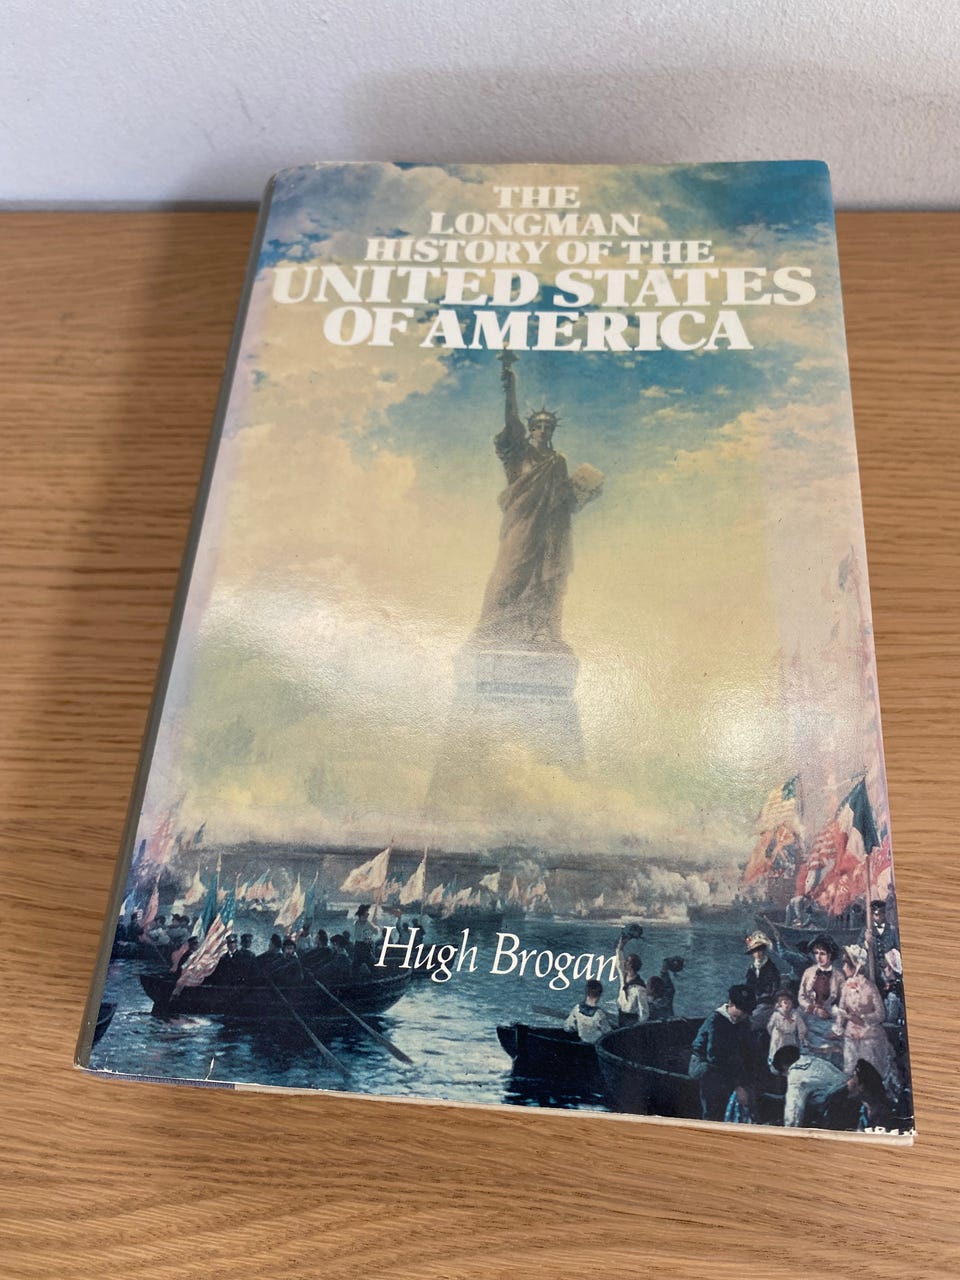 THE
LONGMAN
HISTORY OF THE
UNITED STATES
OF AMERICA
Hugh Brogan